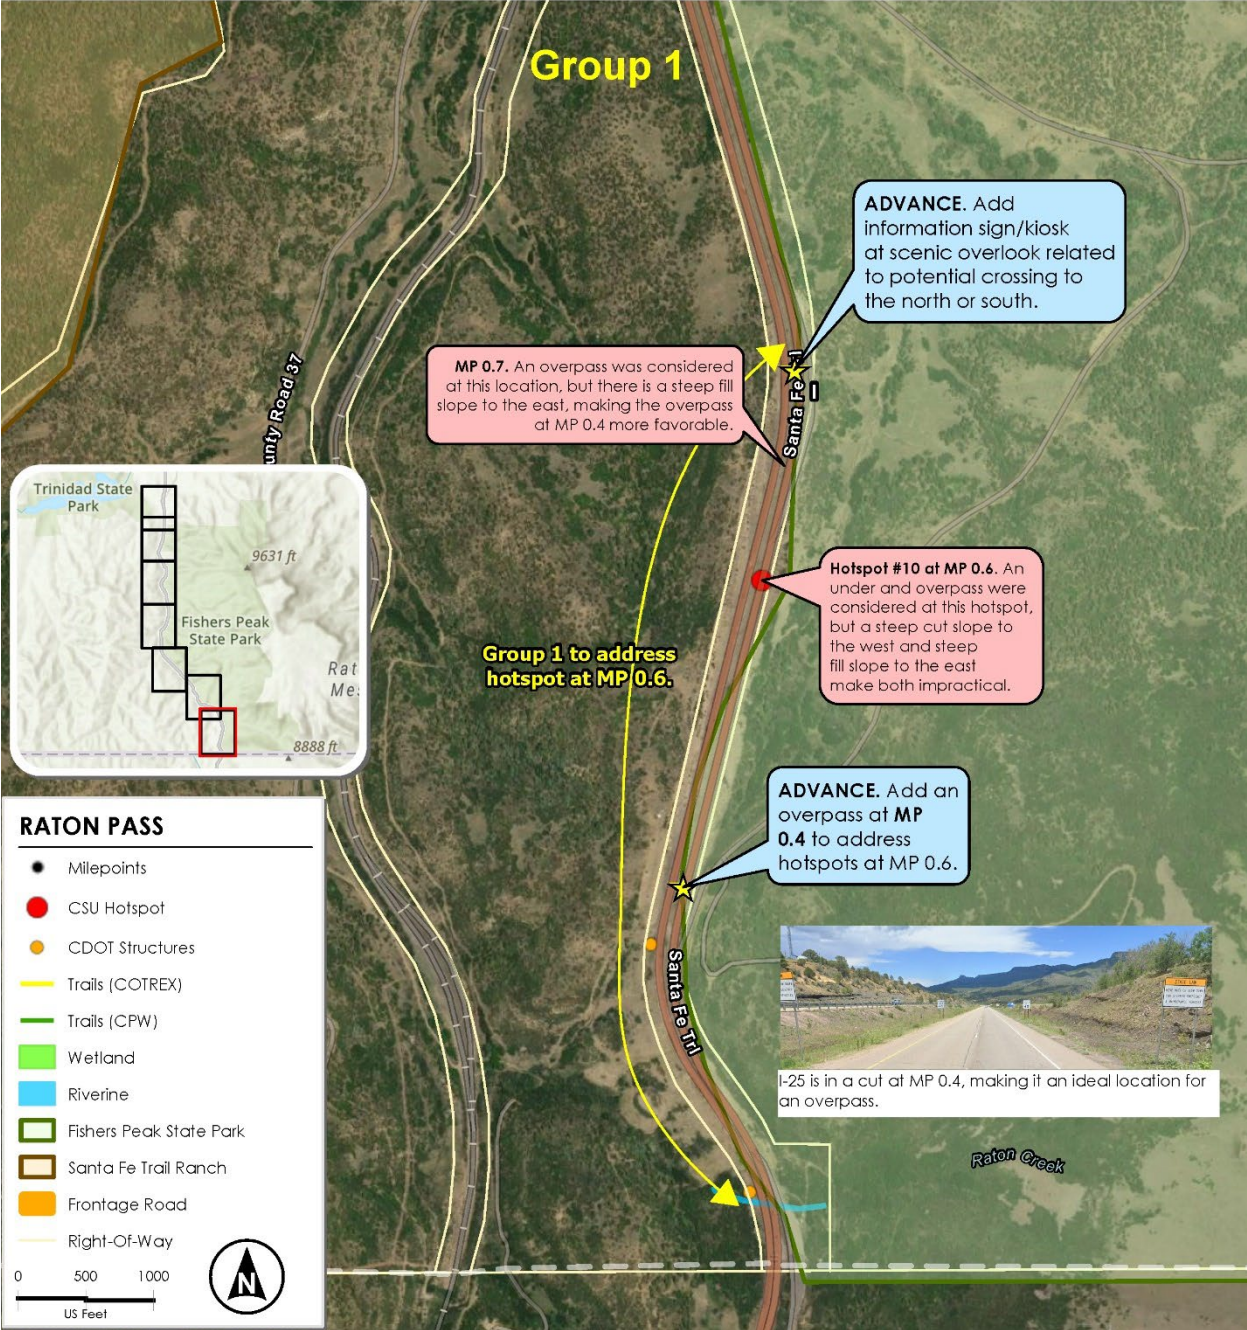 Group 1
ADVANCE. Add
information sign/kiosk
at scenic overlook related
to potential crossing to
the north or south.
MP 0.7. An overpass was considered
at this location, but there is a steep fill
slope to the east, making the overpass
at MP 0.4 more favorable.
Santa Fe
unty Road 37
Trinidad State
Park
9631 ft
Fishers Peak
State Park
Rat
Me
8888 ft
Hotspot #10 at MP 0.6. An
under and overpass were
considered at this hotspot,
but a steep cut slope to
the west and steep
fill slope to the east
make both impractical.
Group 1 to address
hotspot at MP 0.6.
ADVANCE. Add an
overpass at MP
0.4 to address
hotspots at MP 0.6.
Santa Fe Trl
I-25 is in a cut at MP 0.4, making it an ideal location for
an overpass.
Raton Creek
RATON PASS
Milepoints
CSU Hotspot
CDOT Structures
Trails (COTREX)
Trails (CPW)
Wetland
Riverine
Fishers Peak State Park
Santa Fe Trail Ranch
Frontage Road
Right-Of-Way
0 500 1000
US Feet
N